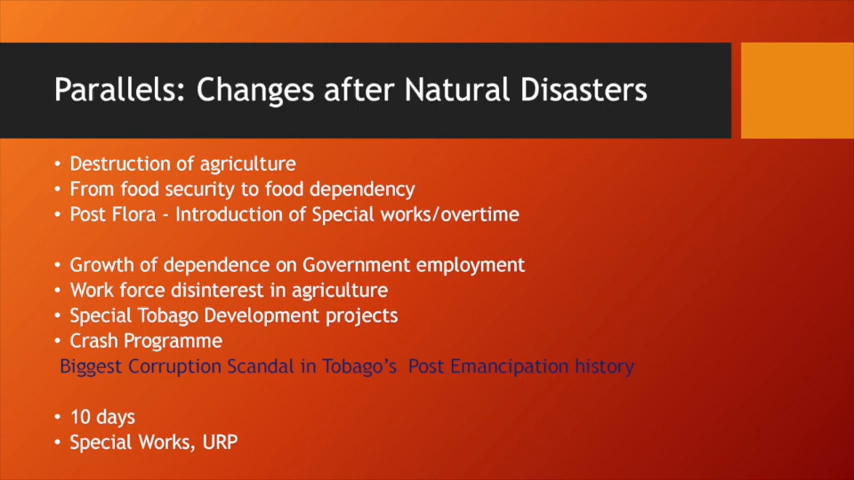 Parallels: Changes after Natural Disasters
• Destruction of agriculture
• From food security to food dependency
• Post Flora - Introduction of Special works/overtime
• Growth of dependence on Government employment
• Work force disinterest in agriculture
• Special Tobago Development projects
• Crash Programme
Biggest Corruption Scandal in Tobago's Post Emancipation history
• 10 days
• Special Works, URP